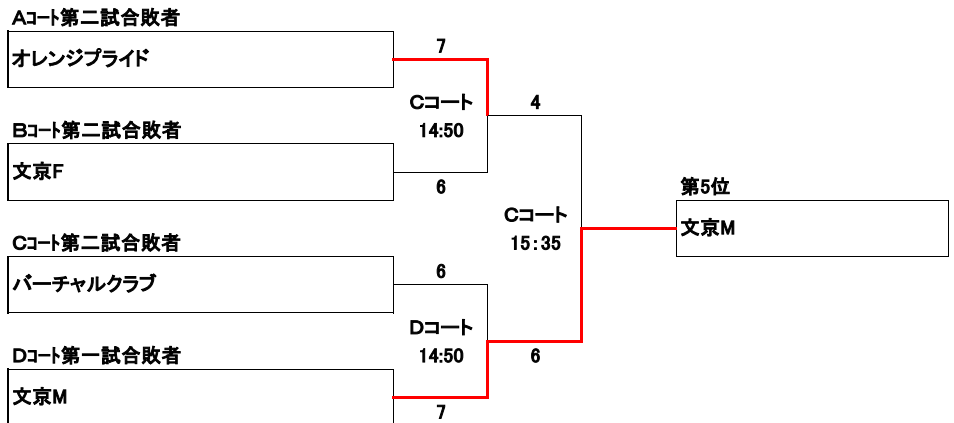 Aコート第二試合敗者
オレンジプライド
7
Cコート
14:50
4
Bコート第二試合敗者
文京F
6
第5位
文京M
Cコート
15:35
Cコート第二試合敗者
バーチャルクラブ
6
Dコート
14:50
6
Dコート第一試合敗者
文京M
7